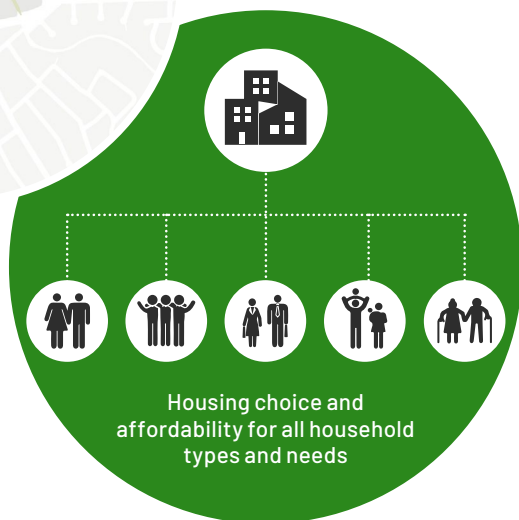 Housing choice and
affordability for all household
types and needs